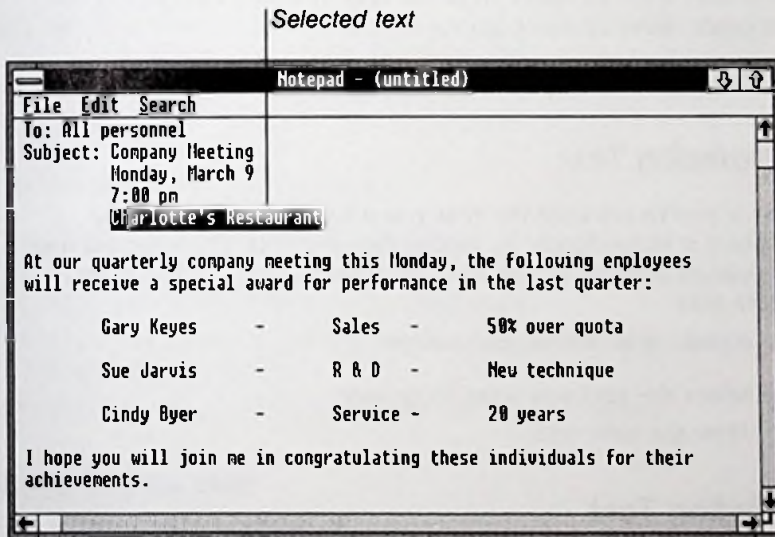 Selected text
Notepad - (untitled)
File Edit Search
To: All personnel
Subject: Company Meeting
Monday, March 9
7:00 pm
Charlotte's Restaurant
At our quarterly company meeting this Monday, the following employees
will receive a special award for performance in the last quarter:
Gary Keyes - Sales - 50% over quota
Sue Jarvis - R & D - New technique
Cindy Byer - Service - 20 years
I hope you will join me in congratulating these individuals for their
achievements.